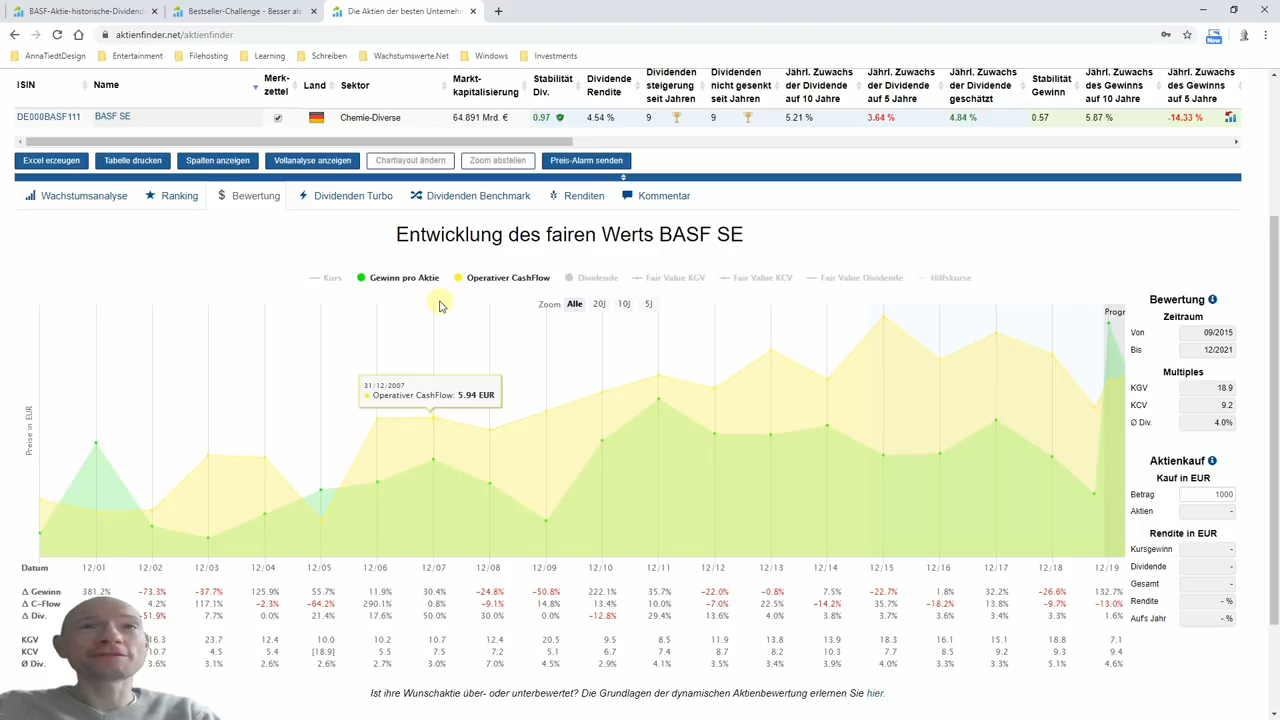 BASF-Aktie-historische-Dividend
Bestseller-Challenge - Besser als
Die Aktien der besten Unternehm
aktienfinder.net/aktienfinder
New
AnnaTiedtDesign Entertainment Filehosting Learning Schreiben Wachstumswerte.Net Windows Investments
ISIN Name Merk-zettel Land Sektor Markt-kapitalisierung Stabilität Div. Dividende Rendite Dividenden steigerung seit Jahren Dividenden nicht gesenkt seit Jahren Jährl. Zuwachs der Dividende auf 10 Jahre Jährl. Zuwachs der Dividende auf 5 Jahre Jährl. Zuwachs der Dividende geschätzt Stabilität Gewinn Jährl. Zuwachs des Gewinns auf 10 Jahre Jährl. Zuwachs des Gewinns auf 5 Jahre
DE000BASF111 BASF SE Chemie-Diverse 64.891 Mrd. € 0.97 4.54 % 9 9 5.21 % 3.64 % 4.84 % 0.57 5.87 % -14.33 %
Excel erzeugen Tabelle drucken Spalten anzeigen Vollanalyse anzeigen Chartlayout ändern Zoom abstellen Preis-Alarm senden
Wachstumsanalyse Ranking Bewertung Dividenden Turbo Dividenden Benchmark Renditen Kommentar
Entwicklung des fairen Werts BASF SE
Kurs Gewinn pro Aktie Operativer CashFlow Dividende Fair Value KGV Fair Value KCV Fair Value Dividende Hilfskurse
Zoom Alle 20J 10J 5J
Progr
Preise in EUR
31/12/2007
Operativer CashFlow: 5.94 EUR
Bewertung
Zeitraum
Von 09/2015
Bis 12/2021
Multiples
KGV 18.9
KCV 9.2
Ø Div. 4.0%
Aktienkauf
Kauf in EUR
Betrag 1000
Aktien -
Rendite in EUR
Kursgewinn -
Dividende -
Gesamt -
Rendite - %
Auf's Jahr - %
Datum 12/01 12/02 12/03 12/04 12/05 12/06 12/07 12/08 12/09 12/10 12/11 12/12 12/13 12/14 12/15 12/16 12/17 12/18 12/19
Δ Gewinn 381.2% -73.3% -37.7% 125.9% 55.7% 11.9% 30.4% -24.8% -50.8% 222.1% 35.7% -22.0% -0.8% 7.5% -22.7% 1.8% 32.2% -26.6% 132.7%
Δ C-Flow 4.2% 117.1% -2.3% -64.2% 290.1% 0.8% -9.1% 14.8% 13.4% 10.0% -7.0% 22.5% -14.2% 35.7% -18.2% 13.8% -9.7% -13.0%
Δ Div. -51.9% 7.7% 0.0% 21.4% 17.6% 50.0% 30.0% 0.0% -12.8% 29.4% 13.6% 4.0% 3.8% 3.7% 3.6% 3.4% 3.3% 1.6%
KGV 16.3 23.7 12.4 10.0 10.2 10.7 12.4 20.5 9.5 8.5 11.9 13.8 13.9 18.3 16.1 15.1 18.8 7.1
KCV 10.7 4.5 5.4 [18.9] 5.5 7.5 7.2 5.1 6.7 7.4 8.7 8.2 10.3 7.7 8.5 9.2 9.3 9.4
Ø Div. 3.6% 3.1% 2.6% 2.6% 2.7% 3.0% 7.0% 4.5% 2.9% 4.1% 3.5% 3.4% 3.9% 4.0% 3.3% 3.3% 5.1% 4.6%
Ist ihre Wunschaktie über- oder unterbewertet? Die Grundlagen der dynamischen Aktienbewertung erlernen Sie hier.